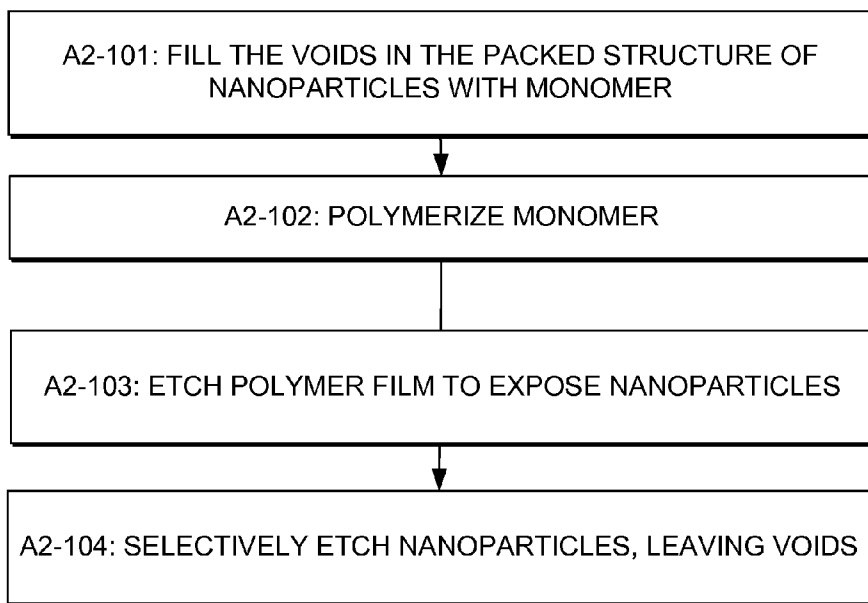 A2-101: FILL THE VOIDS IN THE PACKED STRUCTURE OF
NANOPARTICLES WITH MONOMER
A2-102: POLYMERIZE MONOMER
A2-103: ETCH POLYMER FILM TO EXPOSE NANOPARTICLES
A2-104: SELECTIVELY ETCH NANOPARTICLES, LEAVING VOIDS